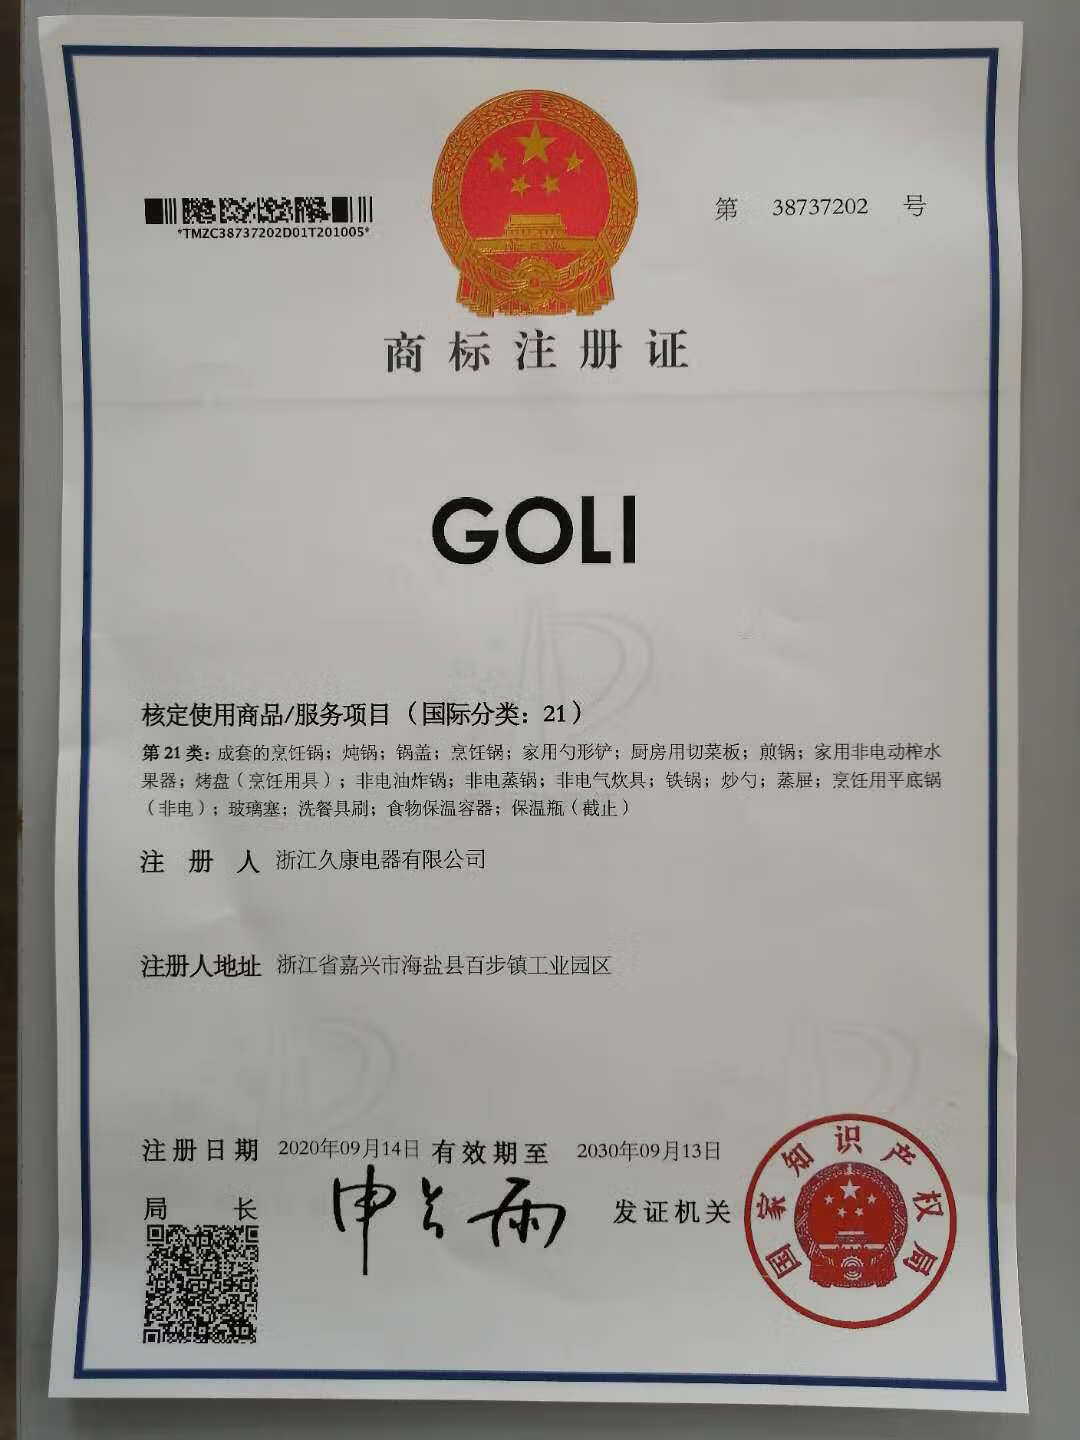 *TMZC38737202D01T201005*
第 38737202 号
商标注册证
GOLI
核定使用商品/服务项目（国际分类：21）
第21类：成套的烹饪锅；炖锅；锅盖；烹饪锅；家用勺形铲；厨房用切菜板；煎锅；家用非电动榨水
果器；烤盘（烹饪用具）；非电油炸锅；非电蒸锅；非电气炊具；铁锅；炒勺；蒸屉；烹饪用平底锅
（非电）；玻璃塞；洗餐具刷；食物保温容器；保温瓶（截止）
注册人 浙江久康电器有限公司
注册人地址 浙江省嘉兴市海盐县百步镇工业园区
注册日期 2020年09月14日 有效期至 2030年09月13日
局长 申长雨 发证机关
国家知识产权局